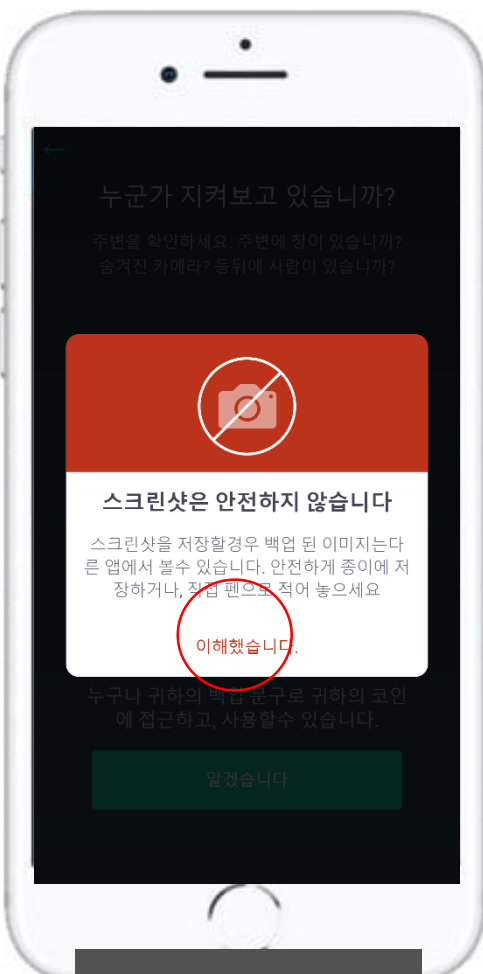 누군가 지켜보고 있습니까?
주변을 확인하세요. 주변에 창이 있습니까?
숨겨진 카메라? 등뒤에 사람이 있습니까?
스크린샷은 안전하지 않습니다
스크린샷을 저장할경우 백업 된 이미지는다
른 앱에서 볼수 있습니다. 안전하게 종이에 저
장하거나, 직접 펜으로 적어 놓으세요
이해했습니다.
누구나 귀하의 백업 문구로 귀하의 코인
에 접근하고, 사용할수 있습니다.
알겠습니다